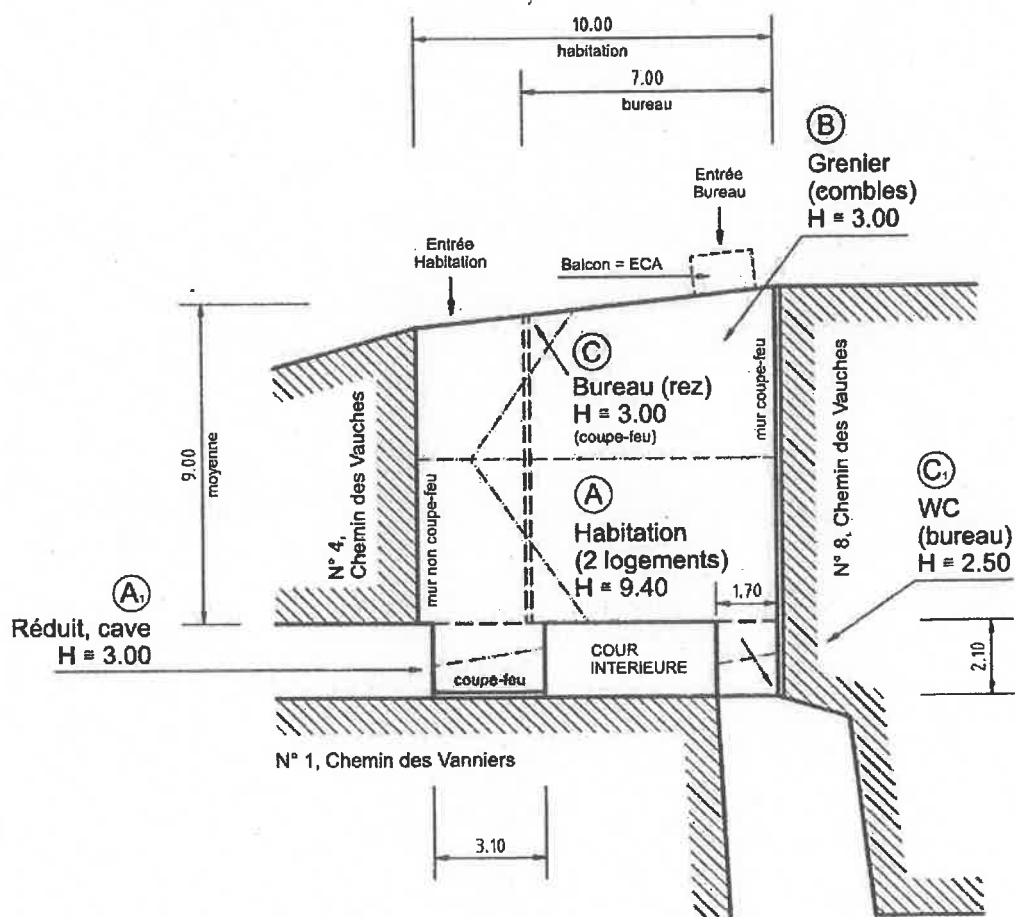 10.00
habitation
7.00
bureau
B
Grenier
(combles)
H ≅ 3.00
Entrée
Bureau
Entrée
Habitation
Balcon = ECA
C
Bureau (rez)
H ≅ 3.00
(coupe-feu)
mur coupe-feu
9.00
moyenne
N° 4,
Chemin des Vauches
mur non coupe-feu
N° 8, Chemin des Vauches
A
Habitation
(2 logements)
H ≅ 9.40
C1
WC
(bureau)
H ≅ 2.50
1.70
A1
Réduit, cave
H ≅ 3.00
coupe-feu
COUR
INTERIEURE
2.10
N° 1, Chemin des Vanniers
3.10